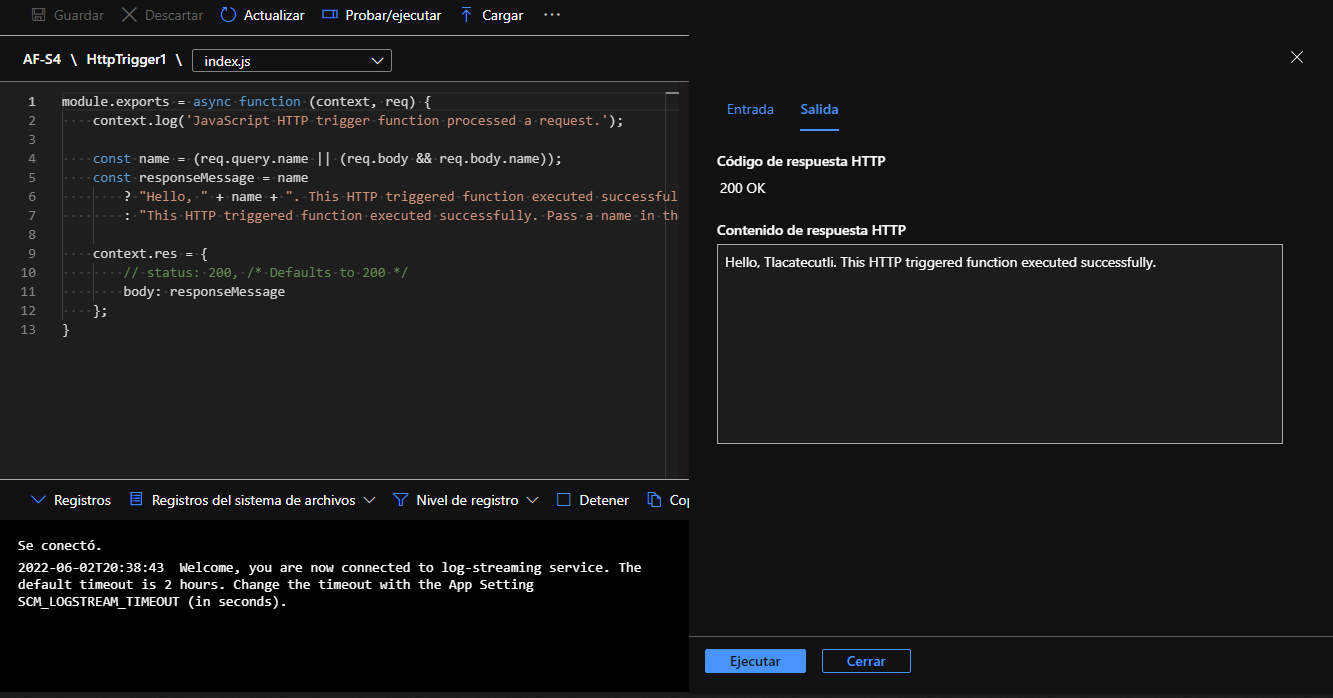 Guardar Descartar Actualizar Probar/ejecutar Cargar ...
AF-S4 \ HttpTrigger1 \ index.js
1 module.exports = async function (context, req) {
2 context.log('JavaScript HTTP trigger function processed a request.');
3
4 const name = (req.query.name || (req.body && req.body.name));
5 const responseMessage = name
6 ? "Hello, " + name + ". This HTTP triggered function executed successful
7 : "This HTTP triggered function executed successfully. Pass a name in the
8
9 context.res = {
10 // status: 200, /* Defaults to 200 */
11 body: responseMessage
12 };
13 }
Registros Registros del sistema de archivos Nivel de registro Detener Cop
Se conectó.
2022-06-02T20:38:43 Welcome, you are now connected to log-streaming service. The
default timeout is 2 hours. Change the timeout with the App Setting
SCM_LOGSTREAM_TIMEOUT (in seconds).
Entrada Salida
Código de respuesta HTTP
200 OK
Contenido de respuesta HTTP
Hello, Tlacatecutli. This HTTP triggered function executed successfully.
Ejecutar Cerrar